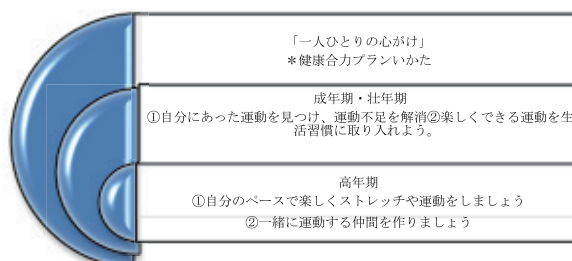 「一人ひとりの心がけ」
＊健康合力プランいかた
成年期・壮年期
①自分にあった運動を見つけ、運動不足を解消②楽しくできる運動を生
活習慣に取り入れよう。
高年期
①自分のペースで楽しくストレッチや運動をしましょう
②一緒に運動する仲間を作りましょう